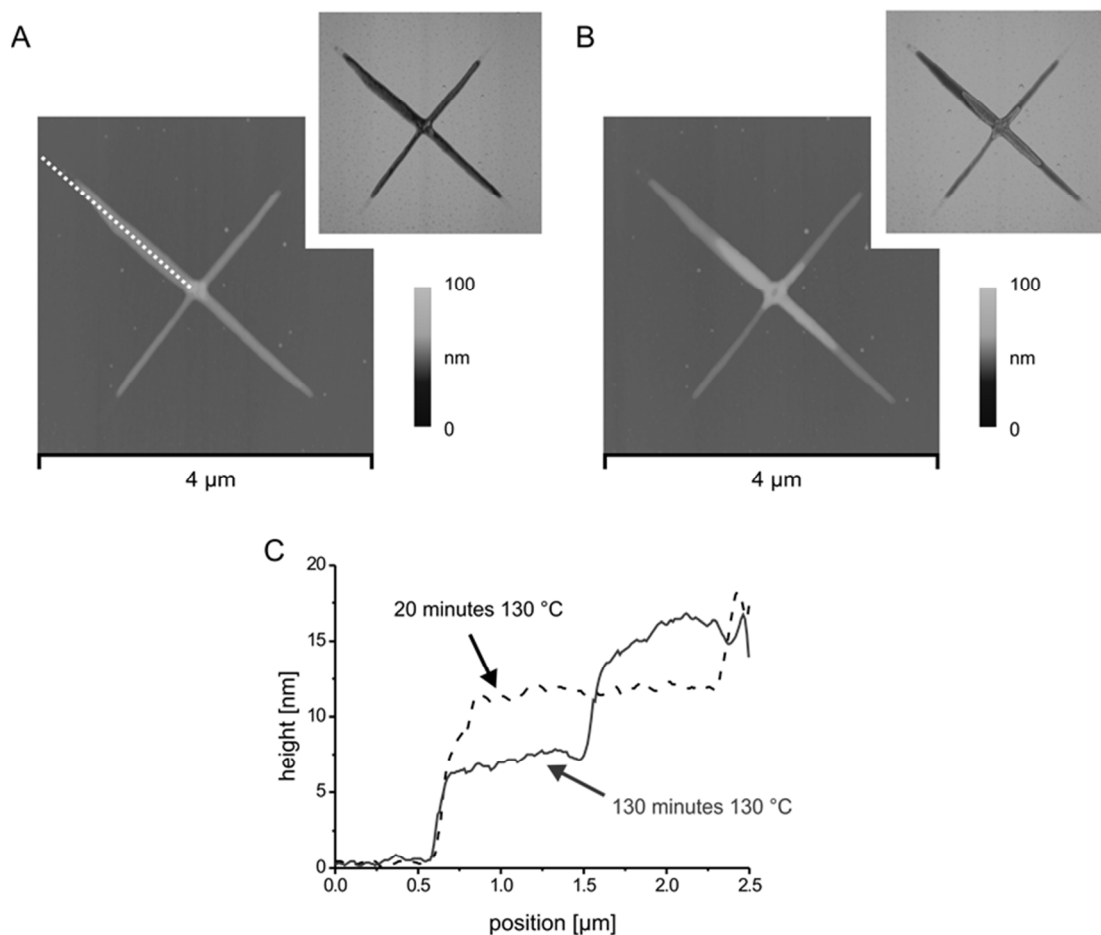 A
B
100
nm
0
100
nm
0
4 µm
4 µm
C
20
20 minutes 130 °C
15
10
5
130 minutes 130 °C
0
height [nm]
0.0 0.5 1.0 1.5 2.0 2.5
position [µm]